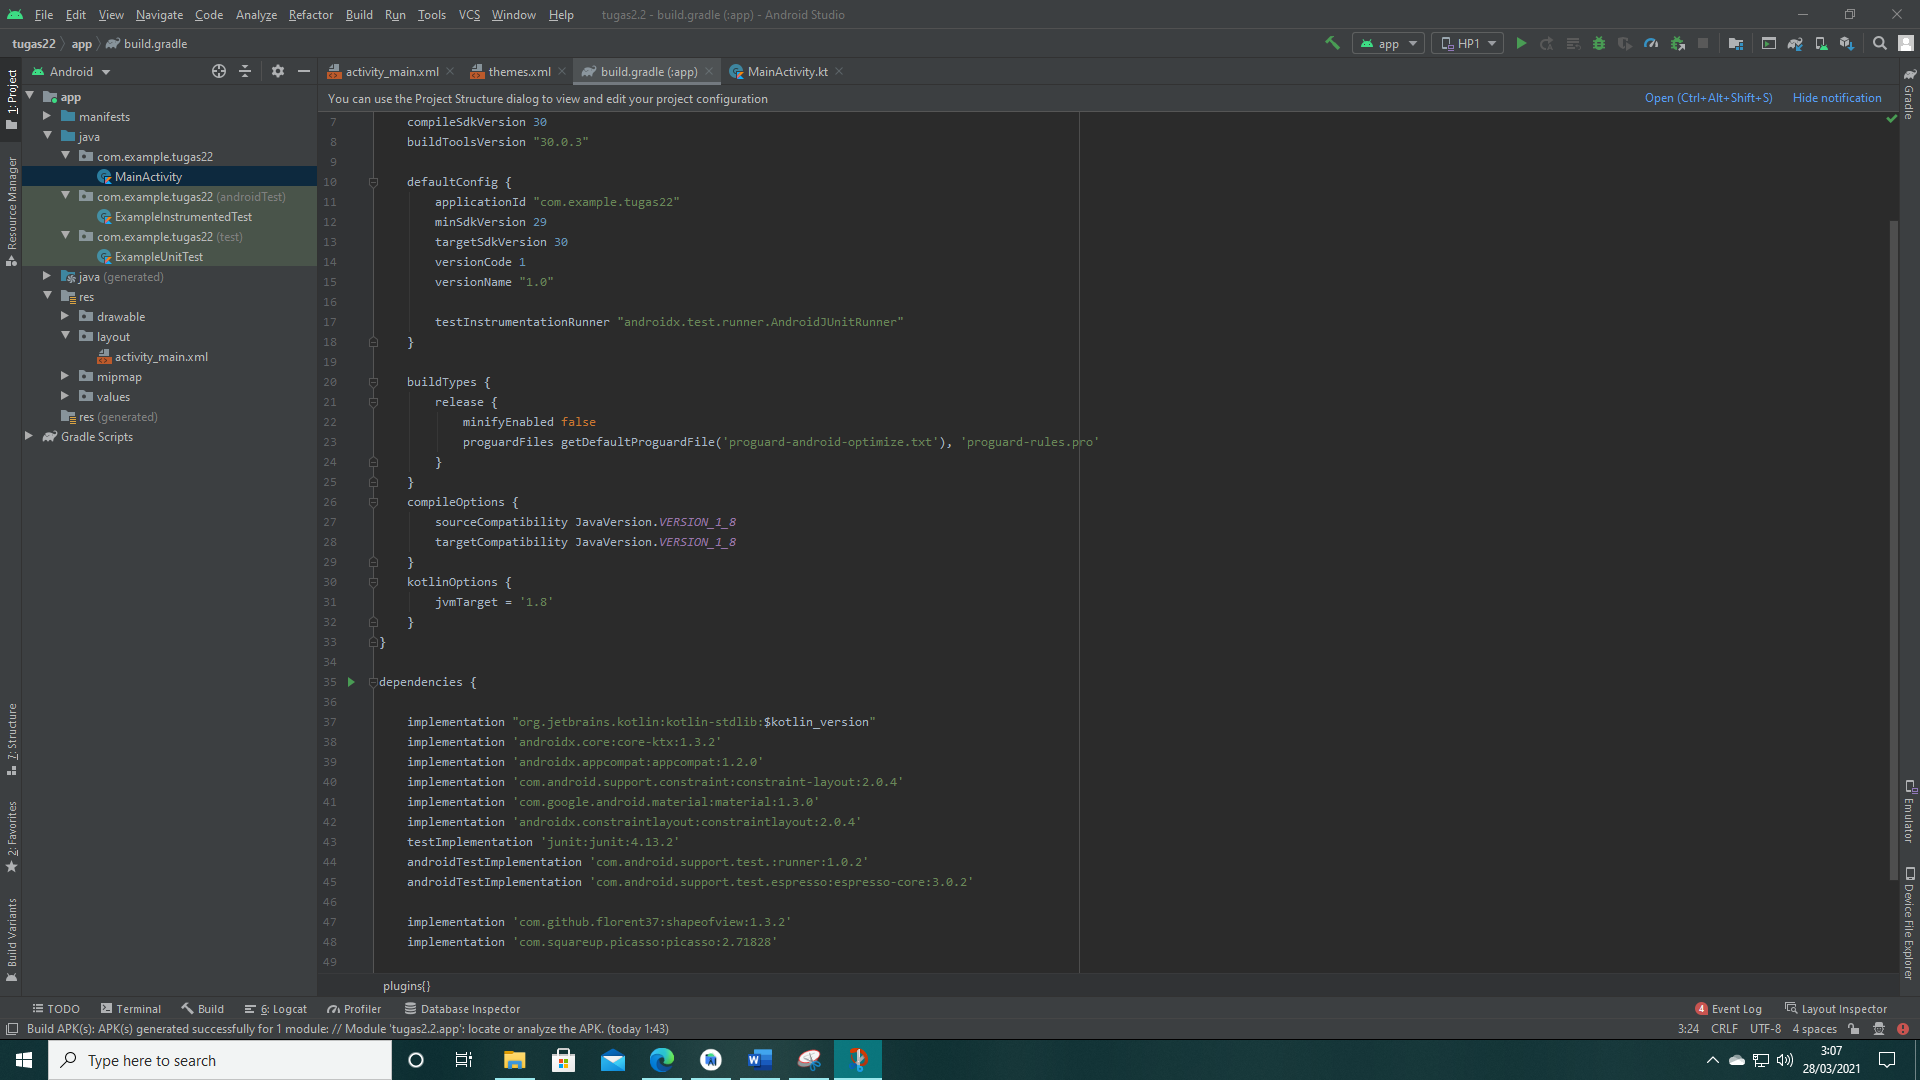 File Edit View Navigate Code Analyze Refactor Build Run Tools VCS Window Help tugas2.2 - build.gradle (:app) - Android Studio
tugas22 app build.gradle app HP1
Android activity_main.xml themes.xml build.gradle (:app) MainActivity.kt
You can use the Project Structure dialog to view and edit your project configuration Open (Ctrl+Alt+Shift+S) Hide notification
1: Project
Resource Manager
7: Structure
2: Favorites
Build Variants
app
manifests
java
com.example.tugas22
MainActivity
com.example.tugas22 (androidTest)
ExampleInstrumentedTest
com.example.tugas22 (test)
ExampleUnitTest
java (generated)
res
drawable
layout
activity_main.xml
mipmap
values
res (generated)
Gradle Scripts
7 compileSdkVersion 30
8 buildToolsVersion "30.0.3"
9
10 defaultConfig {
11 applicationId "com.example.tugas22"
12 minSdkVersion 29
13 targetSdkVersion 30
14 versionCode 1
15 versionName "1.0"
16
17 testInstrumentationRunner "androidx.test.runner.AndroidJUnitRunner"
18 }
19
20 buildTypes {
21 release {
22 minifyEnabled false
23 proguardFiles getDefaultProguardFile('proguard-android-optimize.txt'), 'proguard-rules.pro'
24 }
25 }
26 compileOptions {
27 sourceCompatibility JavaVersion.VERSION_1_8
28 targetCompatibility JavaVersion.VERSION_1_8
29 }
30 kotlinOptions {
31 jvmTarget = '1.8'
32 }
33 }
34
35 dependencies {
36
37 implementation "org.jetbrains.kotlin:kotlin-stdlib:$kotlin_version"
38 implementation 'androidx.core:core-ktx:1.3.2'
39 implementation 'androidx.appcompat:appcompat:1.2.0'
40 implementation 'com.android.support.constraint:constraint-layout:2.0.4'
41 implementation 'com.google.android.material:material:1.3.0'
42 implementation 'androidx.constraintlayout:constraintlayout:2.0.4'
43 testImplementation 'junit:junit:4.13.2'
44 androidTestImplementation 'com.android.support.test.:runner:1.0.2'
45 androidTestImplementation 'com.android.support.test.espresso:espresso-core:3.0.2'
46
47 implementation 'com.github.florent37:shapeofview:1.3.2'
48 implementation 'com.squareup.picasso:picasso:2.71828'
49
plugins{}
Gradle
Emulator
Device File Explorer
TODO Terminal Build 6: Logcat Profiler Database Inspector 4 Event Log Layout Inspector
Build APK(s): APK(s) generated successfully for 1 module: // Module 'tugas2.2.app': locate or analyze the APK. (today 1:43) 3:24 CRLF UTF-8 4 spaces
Type here to search
3:07
28/03/2021